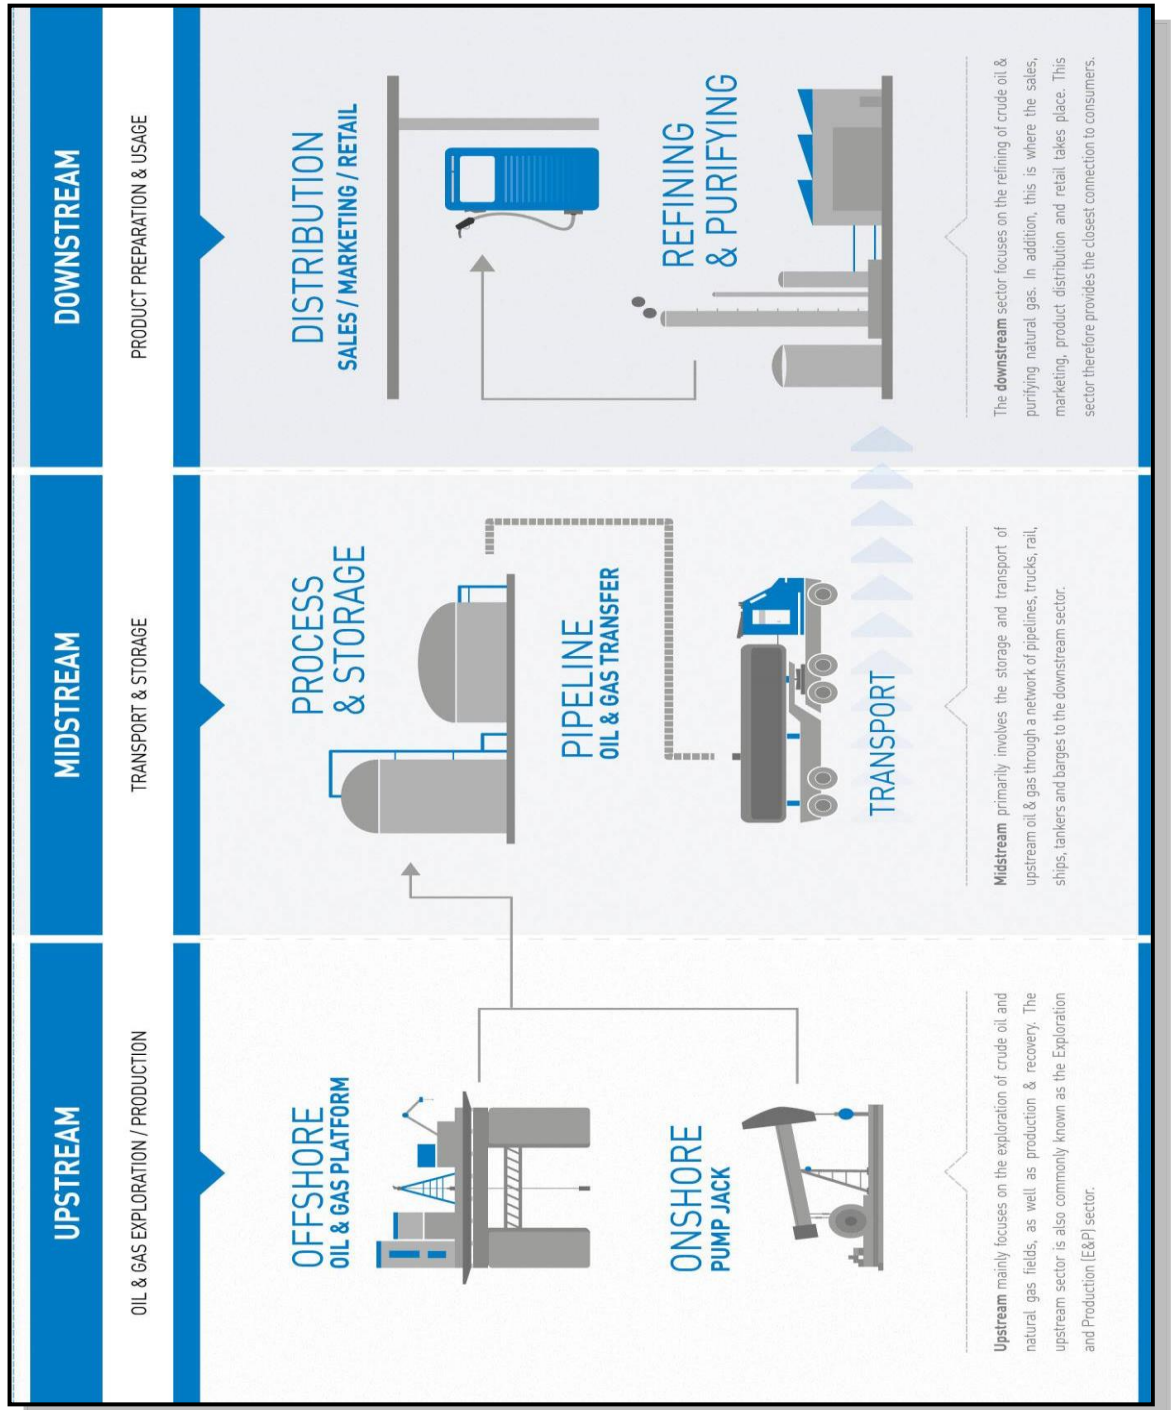 UPSTREAM
OIL & GAS EXPLORATION / PRODUCTION
OFFSHORE
OIL & GAS PLATFORM
ONSHORE
PUMP JACK
Upstream mainly focuses on the exploration of crude oil and
natural gas fields, as well as production & recovery. The
upstream sector is also commonly known as the Exploration
and Production (E&P) sector.
MIDSTREAM
TRANSPORT & STORAGE
PROCESS
& STORAGE
PIPELINE
OIL & GAS TRANSFER
TRANSPORT
Midstream primarily involves the storage and transport of
upstream oil & gas through a network of pipelines, trucks, rail,
ships, tankers and barges to the downstream sector.
DOWNSTREAM
PRODUCT PREPARATION & USAGE
DISTRIBUTION
SALES / MARKETING / RETAIL
REFINING
& PURIFYING
The downstream sector focuses on the refining of crude oil &
purifying natural gas. In addition, this is where the sales,
marketing, product distribution and retail takes place. This
sector therefore provides the closest connection to consumers.